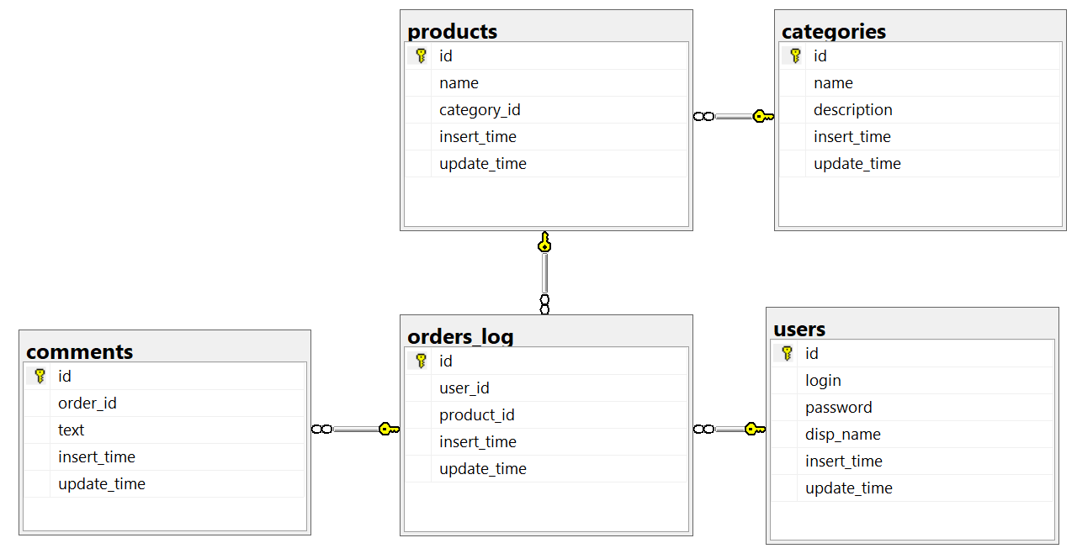 products
id
name
category_id
insert_time
update_time
categories
id
name
description
insert_time
update_time
comments
id
order_id
text
insert_time
update_time
orders_log
id
user_id
product_id
insert_time
update_time
users
id
login
password
disp_name
insert_time
update_time